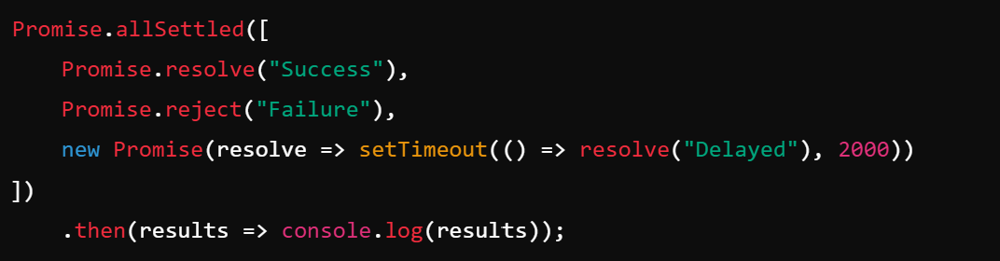 Promise.allSettled([
    Promise.resolve("Success"),
    Promise.reject("Failure"),
    new Promise(resolve => setTimeout(() => resolve("Delayed"), 2000))
])
    .then(results => console.log(results));